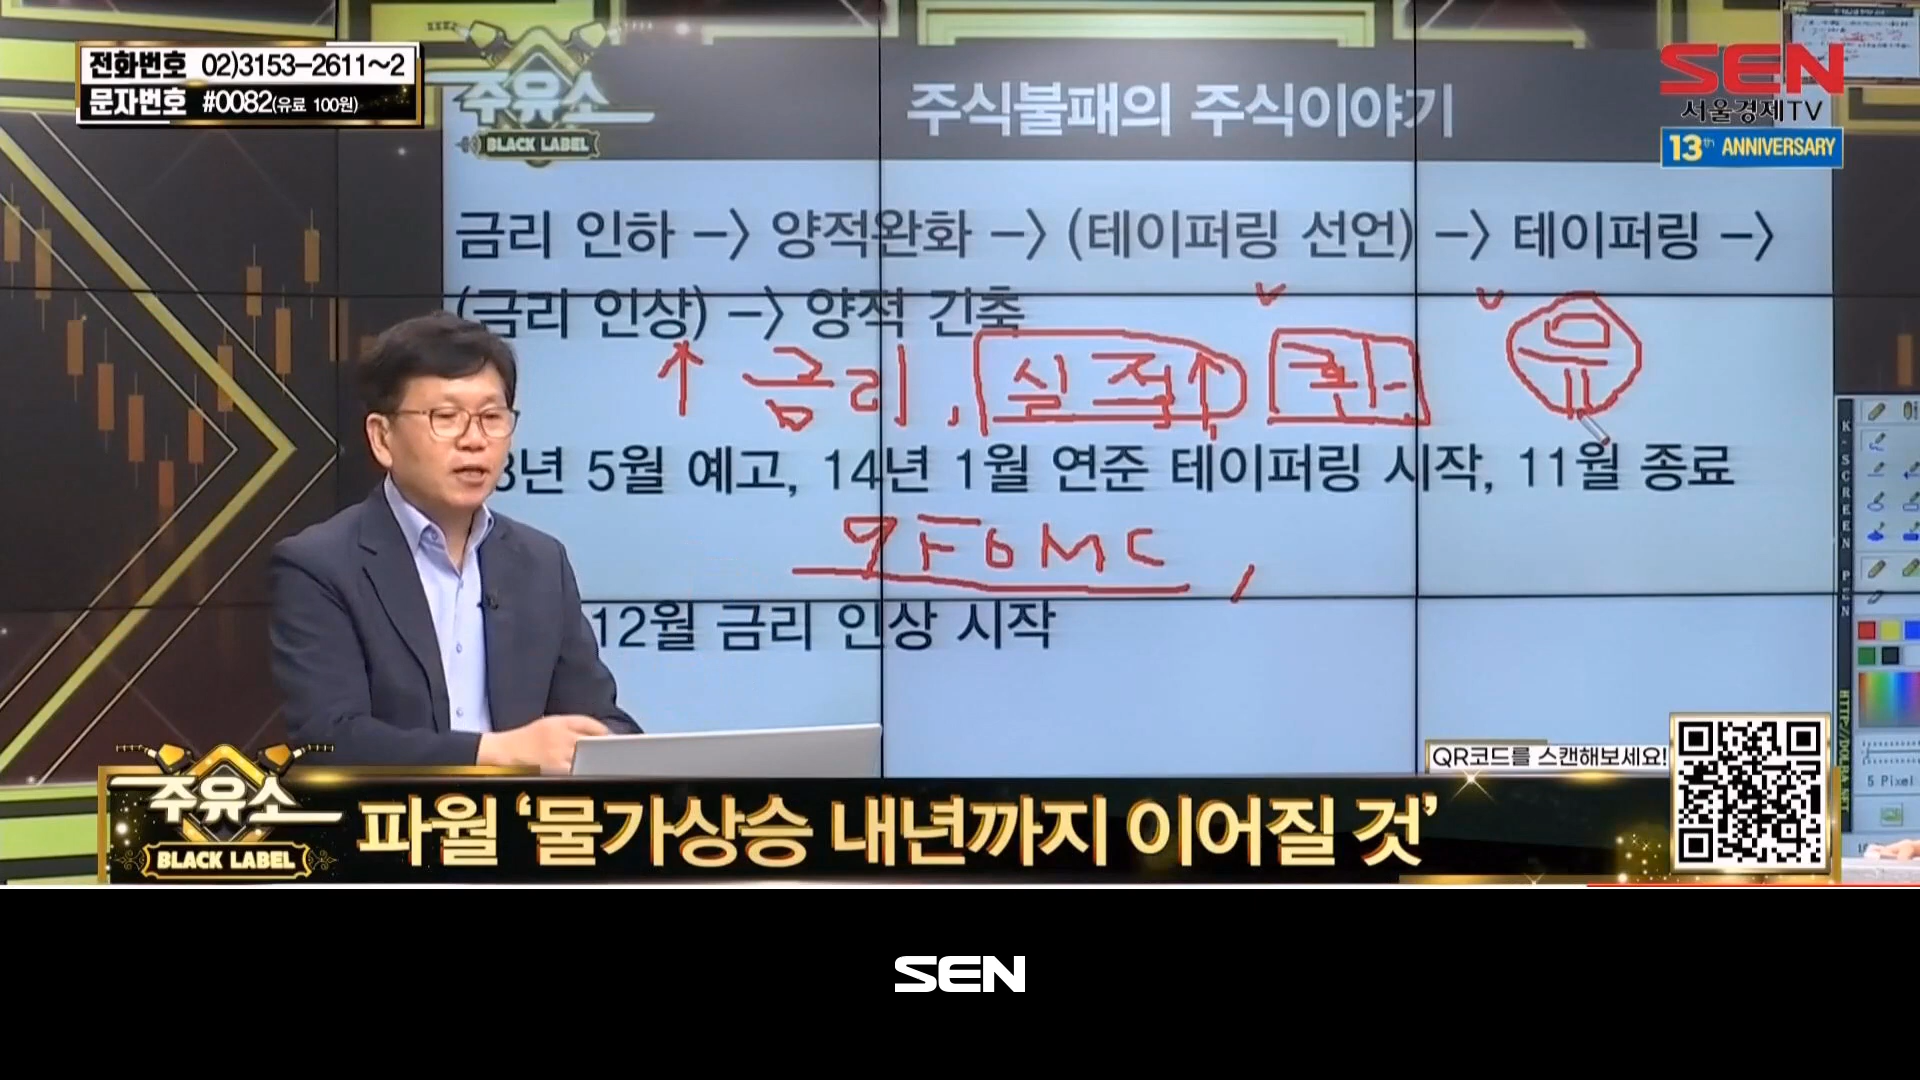 전화번호 02)3153-2611~2
문자번호 #0082(유료 100원)
주유소
BLACK LABEL
주식불패의 주식이야기
SEN
서울경제TV
13th ANNIVERSARY
금리 인하 -> 양적완화 -> (테이퍼링 선언) -> 테이퍼링 ->
(금리 인상) -> 양적 긴축
↑ 금리, 실적↑, 환
3년 5월 예고, 14년 1월 연준 테이퍼링 시작, 11월 종료
FOMC,
12월 금리 인상 시작
K-SCREEN PEN
5 Pixel
QR코드를 스캔해보세요!
주유소
BLACK LABEL
파월 ‘물가상승 내년까지 이어질 것’
SEN